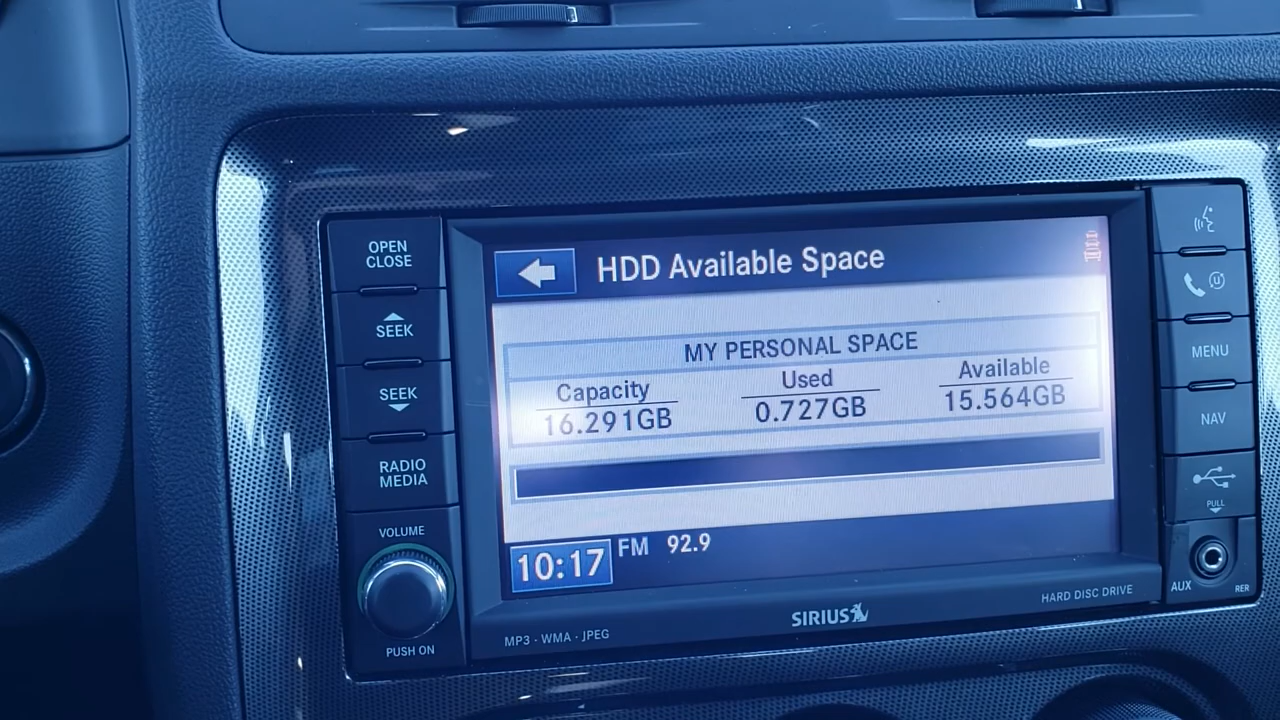 OPEN
CLOSE
SEEK
SEEK
RADIO
MEDIA
VOLUME
PUSH ON
HDD Available Space
MY PERSONAL SPACE
Capacity Used Available
16.291GB 0.727GB 15.564GB
10:17 FM 92.9
MP3 · WMA · JPEG
SIRIUS
HARD DISC DRIVE
MENU
NAV
PULL
AUX
RER